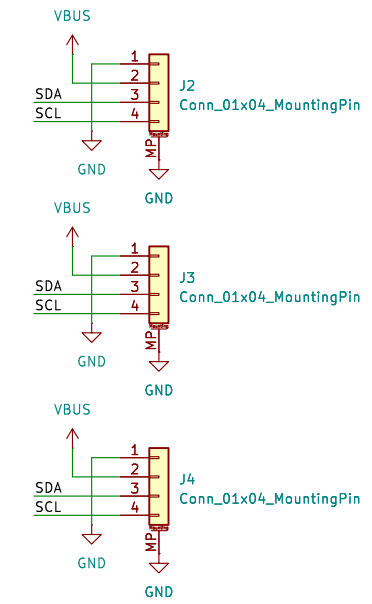 VBUS
1
J2
2
Conn_01x04_MountingPin
SDA 3
SCL 4
MP
GND
GND
VBUS
1
J3
2
Conn_01x04_MountingPin
SDA 3
SCL 4
MP
GND
GND
VBUS
1
J4
2
Conn_01x04_MountingPin
SDA 3
SCL 4
MP
GND
GND